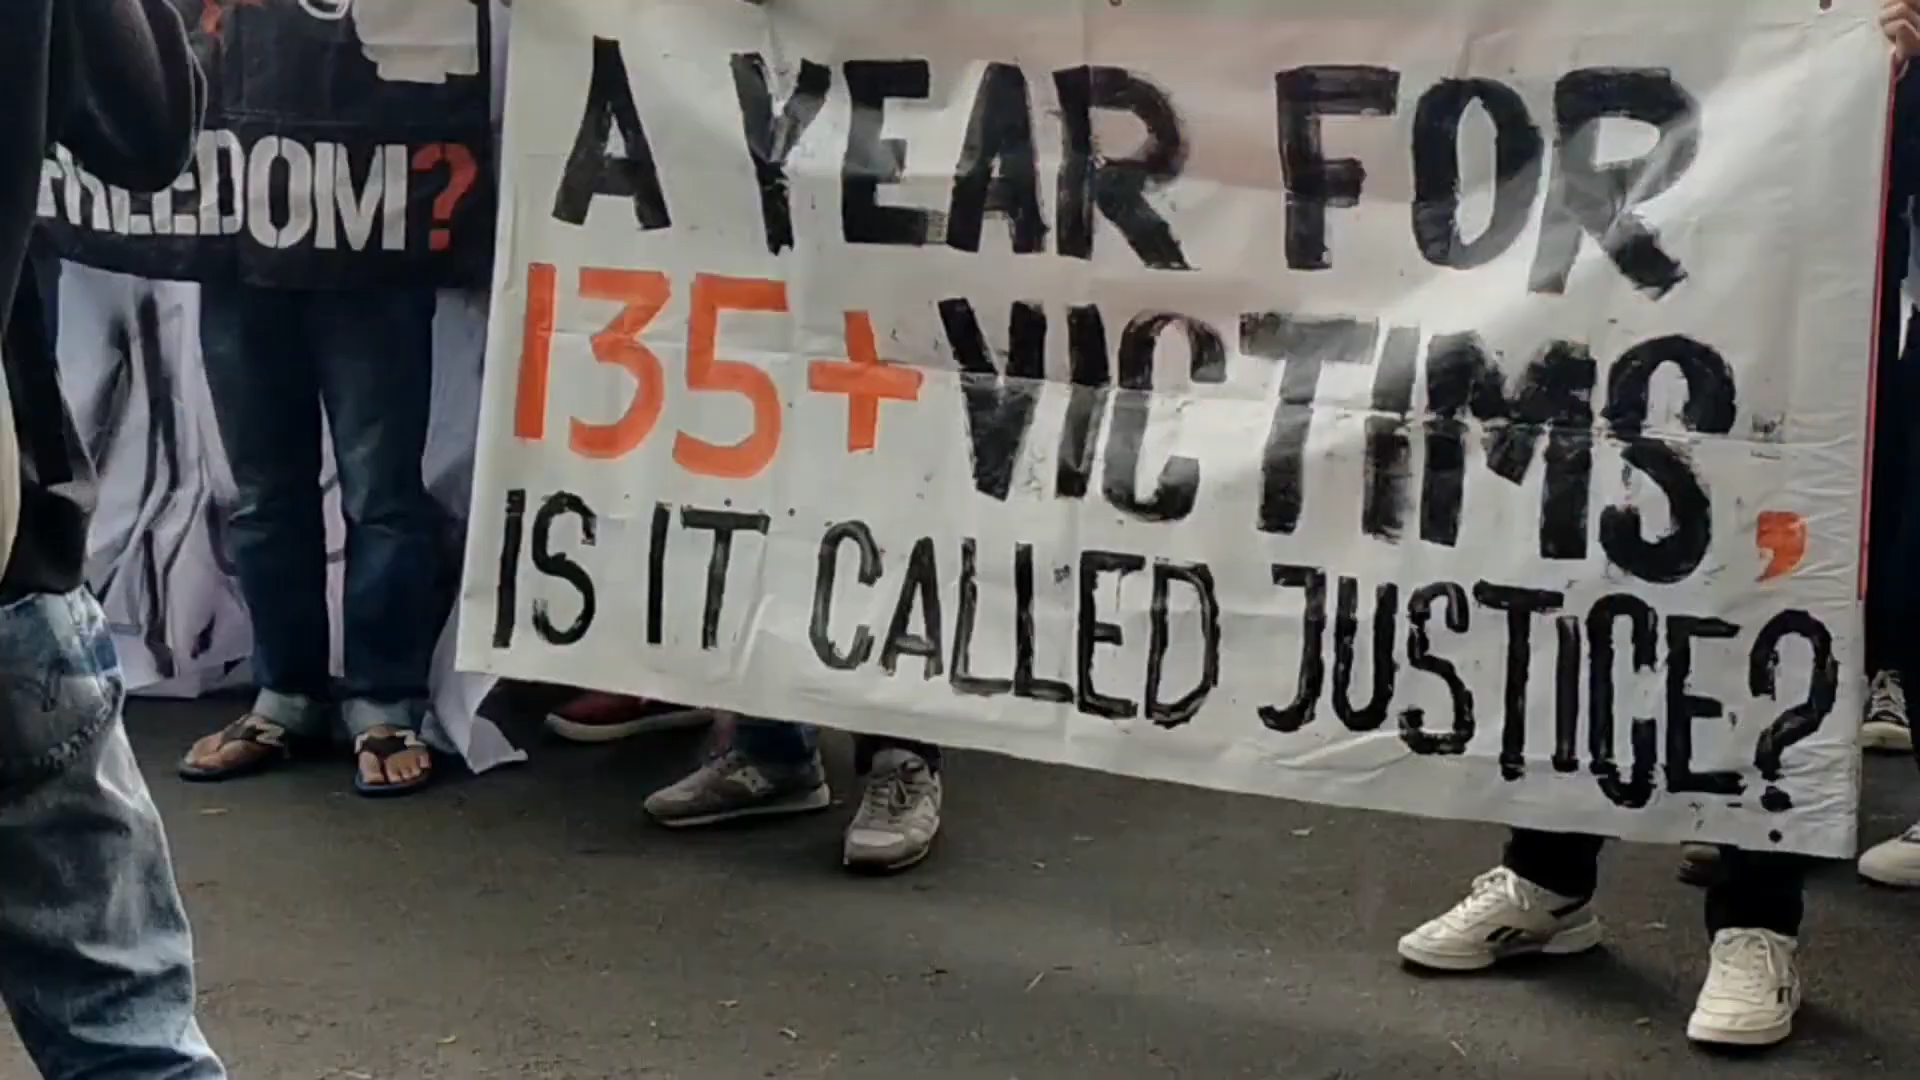 FREEDOM?
A YEAR FOR
135+ VICTIMS,
IS IT CALLED JUSTICE?